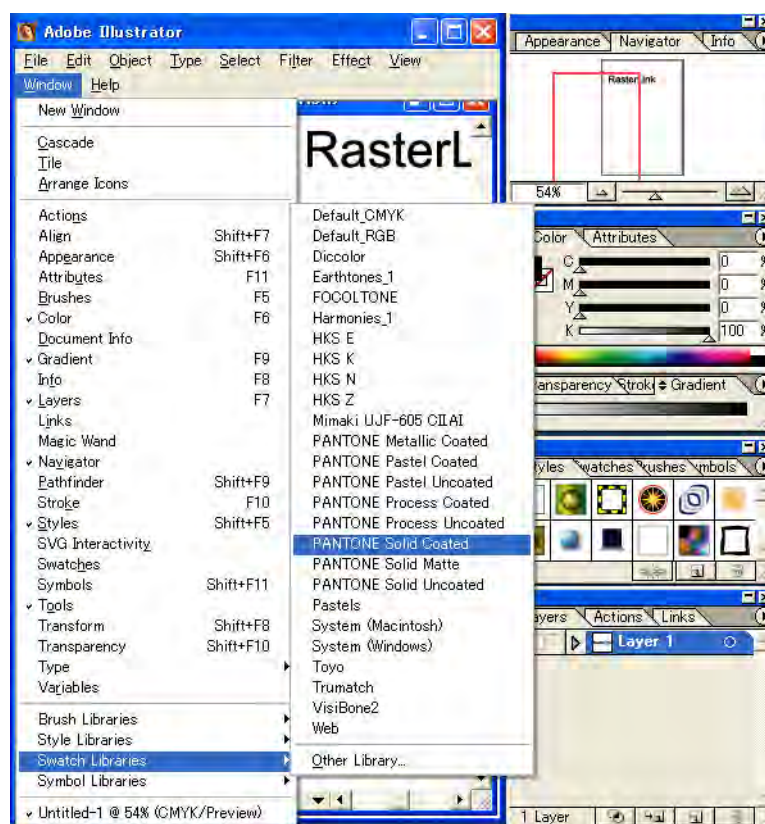 Adobe Illustrator
File Edit Object Type Select Filter Effect View
Window Help
New Window
Cascade
Tile
Arrange Icons
Actions
Align Shift+F7
Appearance Shift+F6
Attributes F11
Brushes F5
Color F6
Document Info
Gradient F9
Info F8
Layers F7
Links
Magic Wand
Navigator
Pathfinder Shift+F9
Stroke F10
Styles Shift+F5
SVG Interactivity
Swatches
Symbols Shift+F11
Tools
Transform Shift+F8
Transparency Shift+F10
Type
Variables
Brush Libraries
Style Libraries
Swatch Libraries
Symbol Libraries
Untitled-1 @ 54% (CMYK/Preview)
RasterL
Default_CMYK
Default_RGB
Diccolor
Earthtones_1
FOCOLTONE
Harmonies_1
HKS E
HKS K
HKS N
HKS Z
Mimaki UJF-605 CILAI
PANTONE Metallic Coated
PANTONE Pastel Coated
PANTONE Pastel Uncoated
PANTONE Process Coated
PANTONE Process Uncoated
PANTONE Solid Coated
PANTONE Solid Matte
PANTONE Solid Uncoated
Pastels
System (Macintosh)
System (Windows)
Toyo
Trumatch
VisiBone2
Web
Other Library...
Appearance Navigator Info
RasterLink
54%
Color Attributes
C 0
M 0
Y 0
K 100
ansparency Stroke Gradient
tyles watches rushes mbols
ayers Actions Links
Layer 1
1 Layer